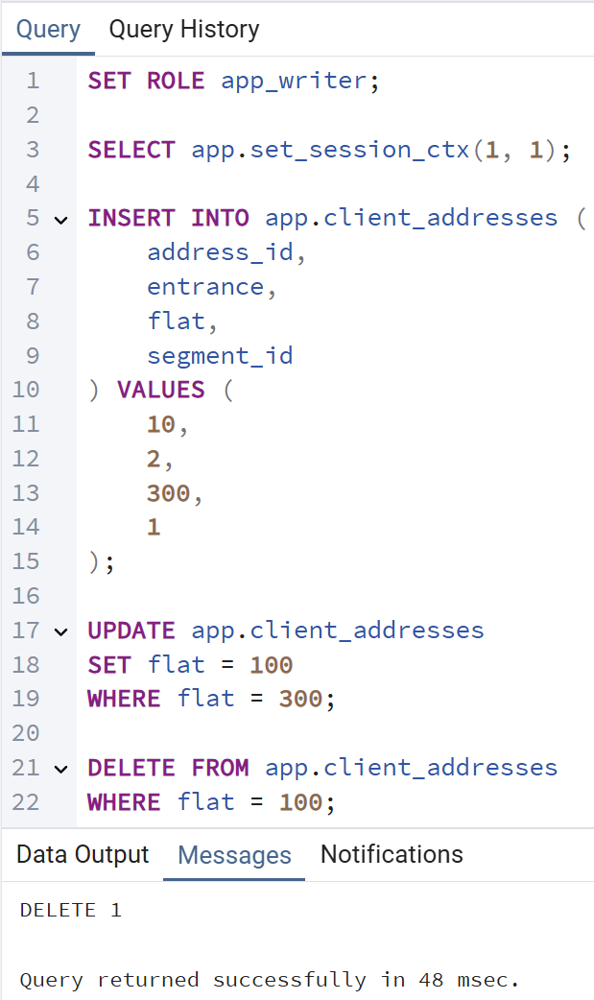 Query Query History
1 SET ROLE app_writer;
2
3 SELECT app.set_session_ctx(1, 1);
4
5 INSERT INTO app.client_addresses (
6 address_id,
7 entrance,
8 flat,
9 segment_id
10 ) VALUES (
11 10,
12 2,
13 300,
14 1
15 );
16
17 UPDATE app.client_addresses
18 SET flat = 100
19 WHERE flat = 300;
20
21 DELETE FROM app.client_addresses
22 WHERE flat = 100;
Data Output Messages Notifications
DELETE 1
Query returned successfully in 48 msec.